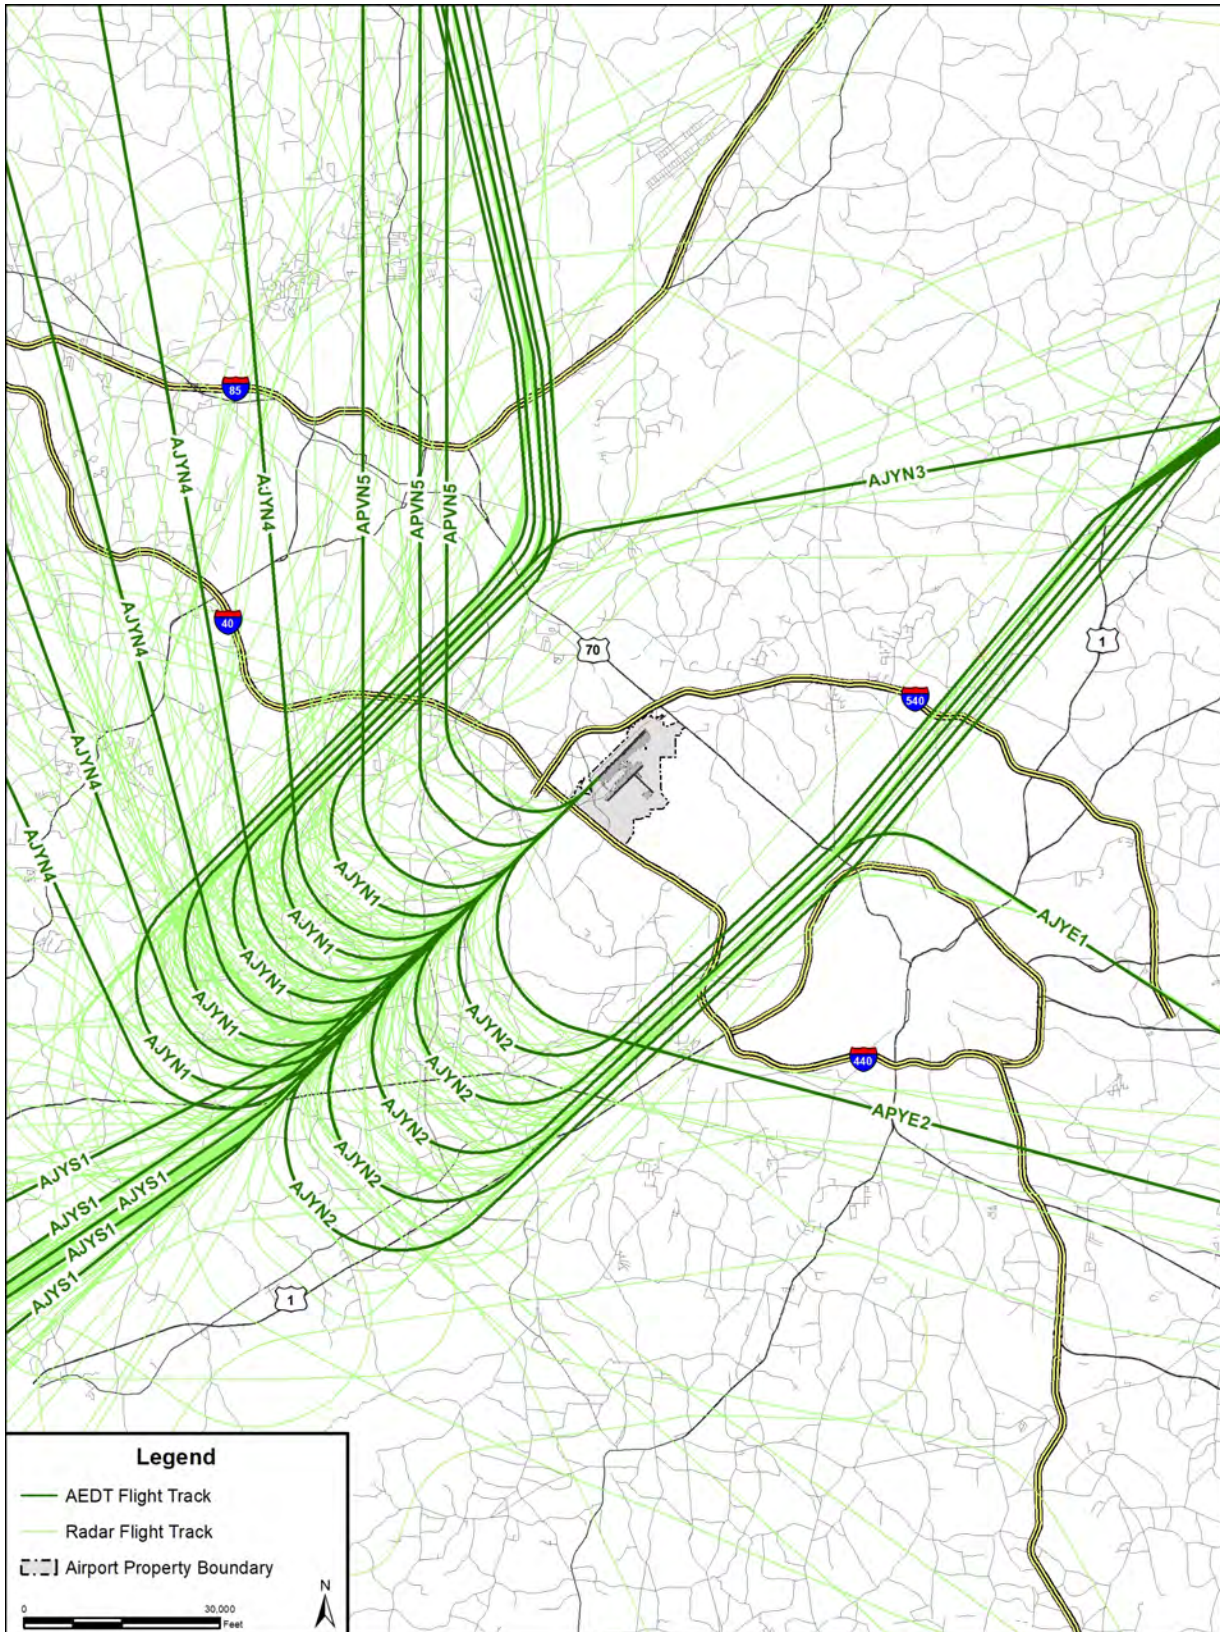 85
AJYN4
AJYN4
APVN5
APVN5
APVN5
AJYN3
40
AJYN4
70
1
540
AJYN4
AJYN4
AJYN1
AJYN1
AJYN1
AJYN1
AJYN1
AJYE1
AJYN2
AJYN2
AJYN2
AJYN2
AJYN2
440
APYE2
AJYS1
AJYS1
AJYS1
AJYS1
AJYS1
1
Legend
AEDT Flight Track
Radar Flight Track
Airport Property Boundary
0
30,000
Feet
N